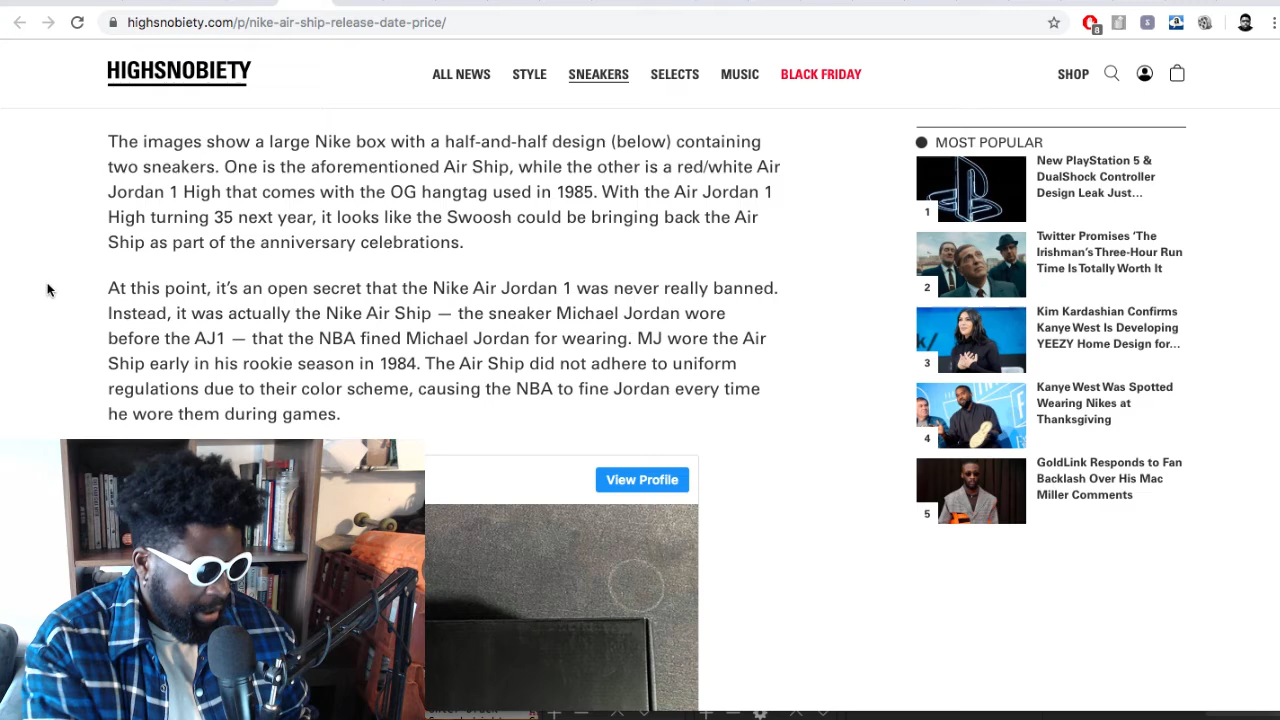 highsnobiety.com/p/nike-air-ship-release-date-price/
8
HIGHSNOBIETY
ALL NEWS STYLE SNEAKERS SELECTS MUSIC BLACK FRIDAY
SHOP
The images show a large Nike box with a half-and-half design (below) containing
two sneakers. One is the aforementioned Air Ship, while the other is a red/white Air
Jordan 1 High that comes with the OG hangtag used in 1985. With the Air Jordan 1
High turning 35 next year, it looks like the Swoosh could be bringing back the Air
Ship as part of the anniversary celebrations.
At this point, it’s an open secret that the Nike Air Jordan 1 was never really banned.
Instead, it was actually the Nike Air Ship — the sneaker Michael Jordan wore
before the AJ1 — that the NBA fined Michael Jordan for wearing. MJ wore the Air
Ship early in his rookie season in 1984. The Air Ship did not adhere to uniform
regulations due to their color scheme, causing the NBA to fine Jordan every time
he wore them during games.
View Profile
MOST POPULAR
New PlayStation 5 &
DualShock Controller
Design Leak Just...
1
Twitter Promises ‘The
Irishman’s Three-Hour Run
Time Is Totally Worth It
2
Kim Kardashian Confirms
Kanye West Is Developing
YEEZY Home Design for...
3
Kanye West Was Spotted
Wearing Nikes at
Thanksgiving
4
GoldLink Responds to Fan
Backlash Over His Mac
Miller Comments
5